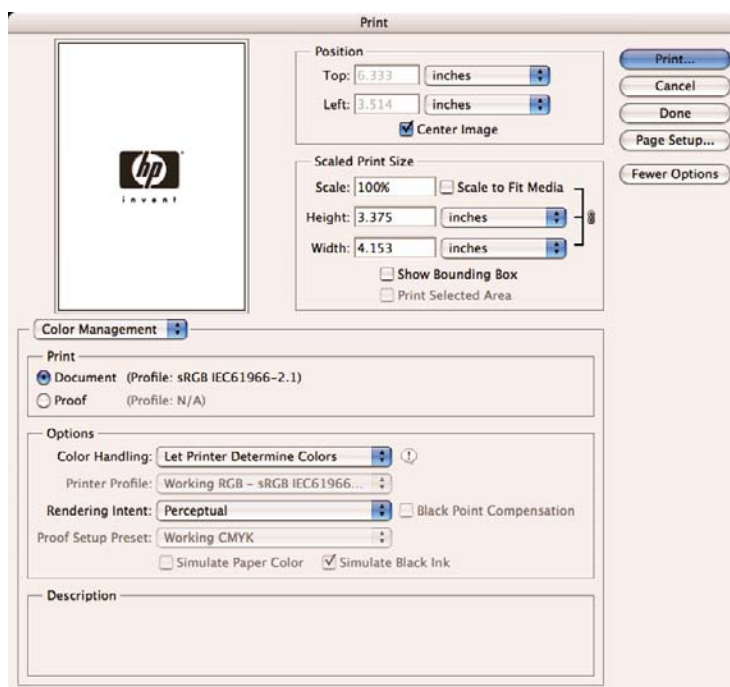 Print
hp
invent
Position
Top: 6.333 inches
Left: 3.514 inches
Center Image
Scaled Print Size
Scale: 100% Scale to Fit Media
Height: 3.375 inches
Width: 4.153 inches
Show Bounding Box
Print Selected Area
Print...
Cancel
Done
Page Setup...
Fewer Options
Color Management
Print
Document (Profile: sRGB IEC61966-2.1)
Proof (Profile: N/A)
Options
Color Handling: Let Printer Determine Colors
Printer Profile: Working RGB - sRGB IEC61966...
Rendering Intent: Perceptual Black Point Compensation
Proof Setup Preset: Working CMYK
Simulate Paper Color Simulate Black Ink
Description